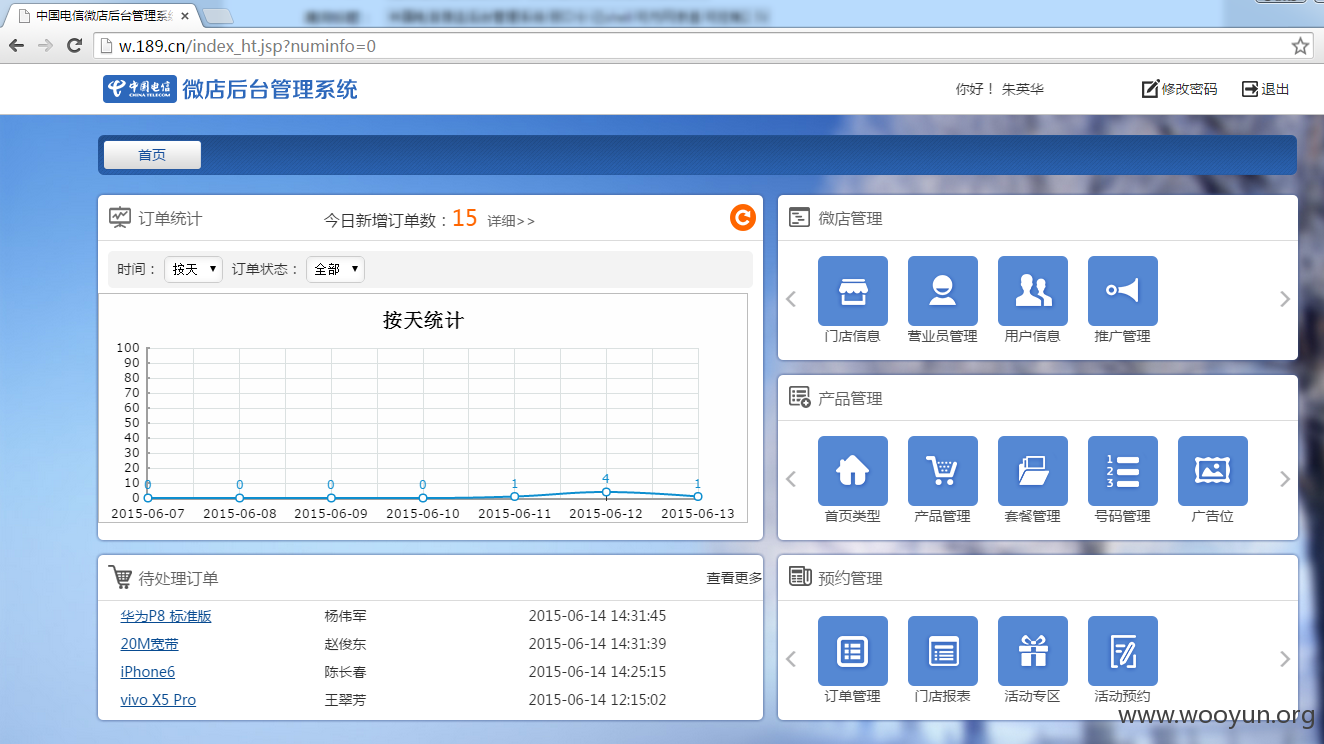 中国电信微店后台管理系统
w.189.cn/index_ht.jsp?numinfo=0
中国电信 CHINA TELECOM 微店后台管理系统 你好！ 朱英华 修改密码 退出
首页
订单统计 今日新增订单数：15 详细>>
时间： 按天 订单状态： 全部
按天统计
100
90
80
70
60
50
40
30
20
10
0
0 0 0 0 1 4 1
2015-06-07 2015-06-08 2015-06-09 2015-06-10 2015-06-11 2015-06-12 2015-06-13
待处理订单 查看更多
华为P8 标准版 杨伟军 2015-06-14 14:31:45
20M宽带 赵俊东 2015-06-14 14:31:39
iPhone6 陈长春 2015-06-14 14:25:15
vivo X5 Pro 王翠芳 2015-06-14 12:15:02
微店管理
门店信息 营业员管理 用户信息 推广管理
产品管理
1
2
3
首页类型 产品管理 套餐管理 号码管理 广告位
预约管理
订单管理 门店报表 活动专区 活动预约
www.wooyun.org